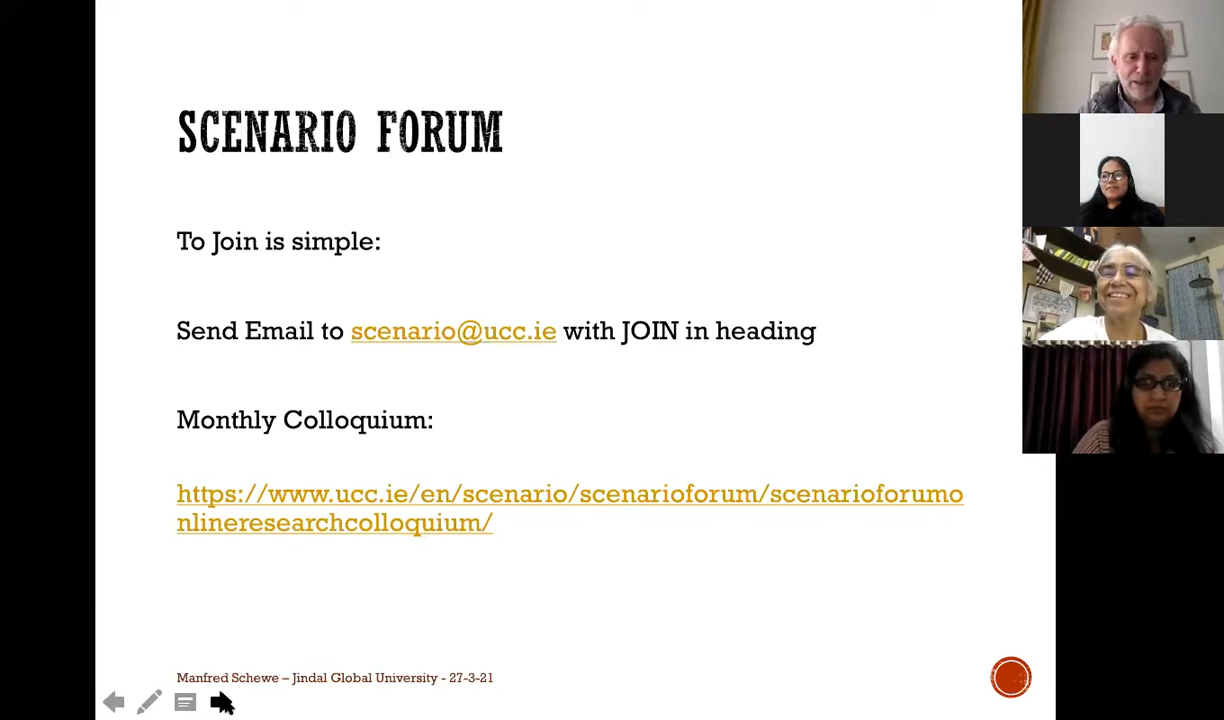 SCENARIO FORUM
To Join is simple:
Send Email to scenario@ucc.ie with JOIN in heading
Monthly Colloquium:
https://www.ucc.ie/en/scenario/scenarioforum/scenarioforumo
nlineresearchcolloquium/
Manfred Schewe – Jindal Global University - 27-3-21